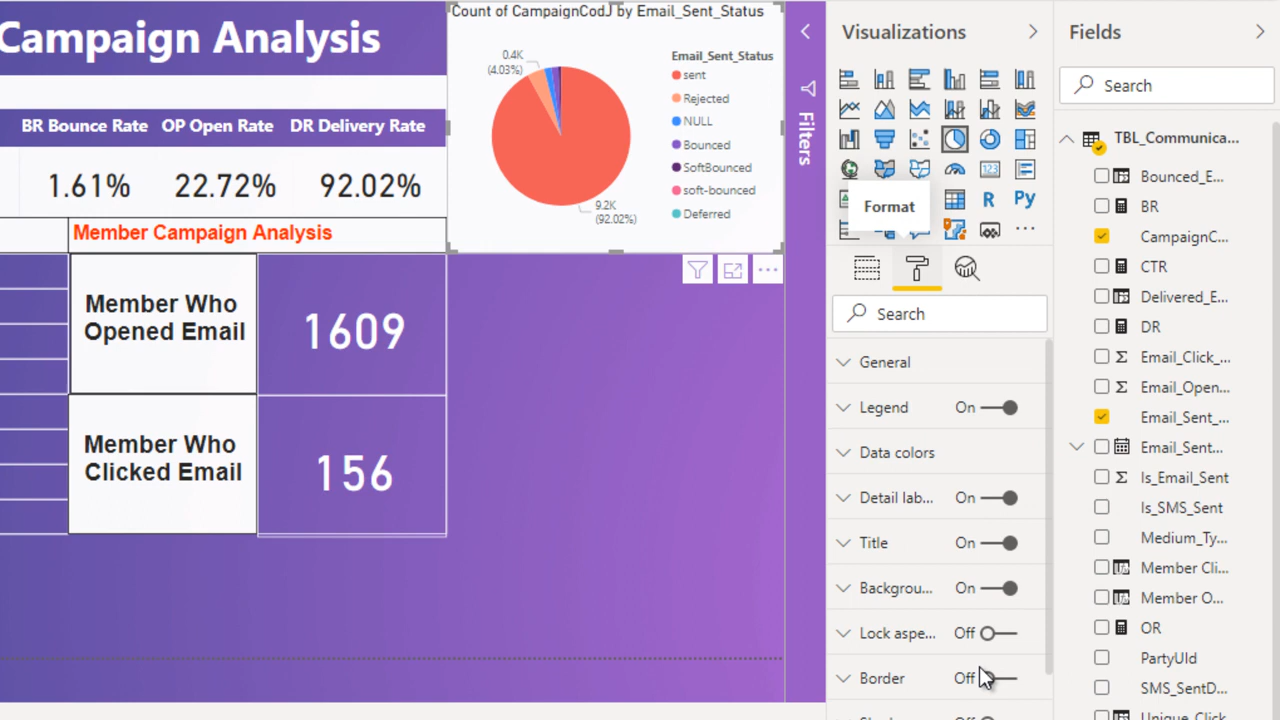 Campaign Analysis
BR Bounce Rate OP Open Rate DR Delivery Rate
1.61% 22.72% 92.02%
Member Campaign Analysis
Member Who
Opened Email
1609
Member Who
Clicked Email
156
Count of CampaignCodJ by Email_Sent_Status
0.4K
(4.03%)
9.2K
(92.02%)
Email_Sent_Status
sent
Rejected
NULL
Bounced
SoftBounced
soft-bounced
Deferred
Filters
Visualizations
123
R
Py
Format
Search
General
Legend On
Data colors
Detail lab... On
Title On
Backgrou... On
Lock aspe... Off
Border Off
Fields
Search
TBL_Communica...
Bounced_E...
BR
CampaignC...
CTR
Delivered_E...
DR
Email_Click_...
Email_Open...
Email_Sent_...
Email_Sent...
Is_Email_Sent
Is_SMS_Sent
Medium_Ty...
Member Cli...
Member O...
OR
PartyUId
SMS_SentD...
Unique_Click